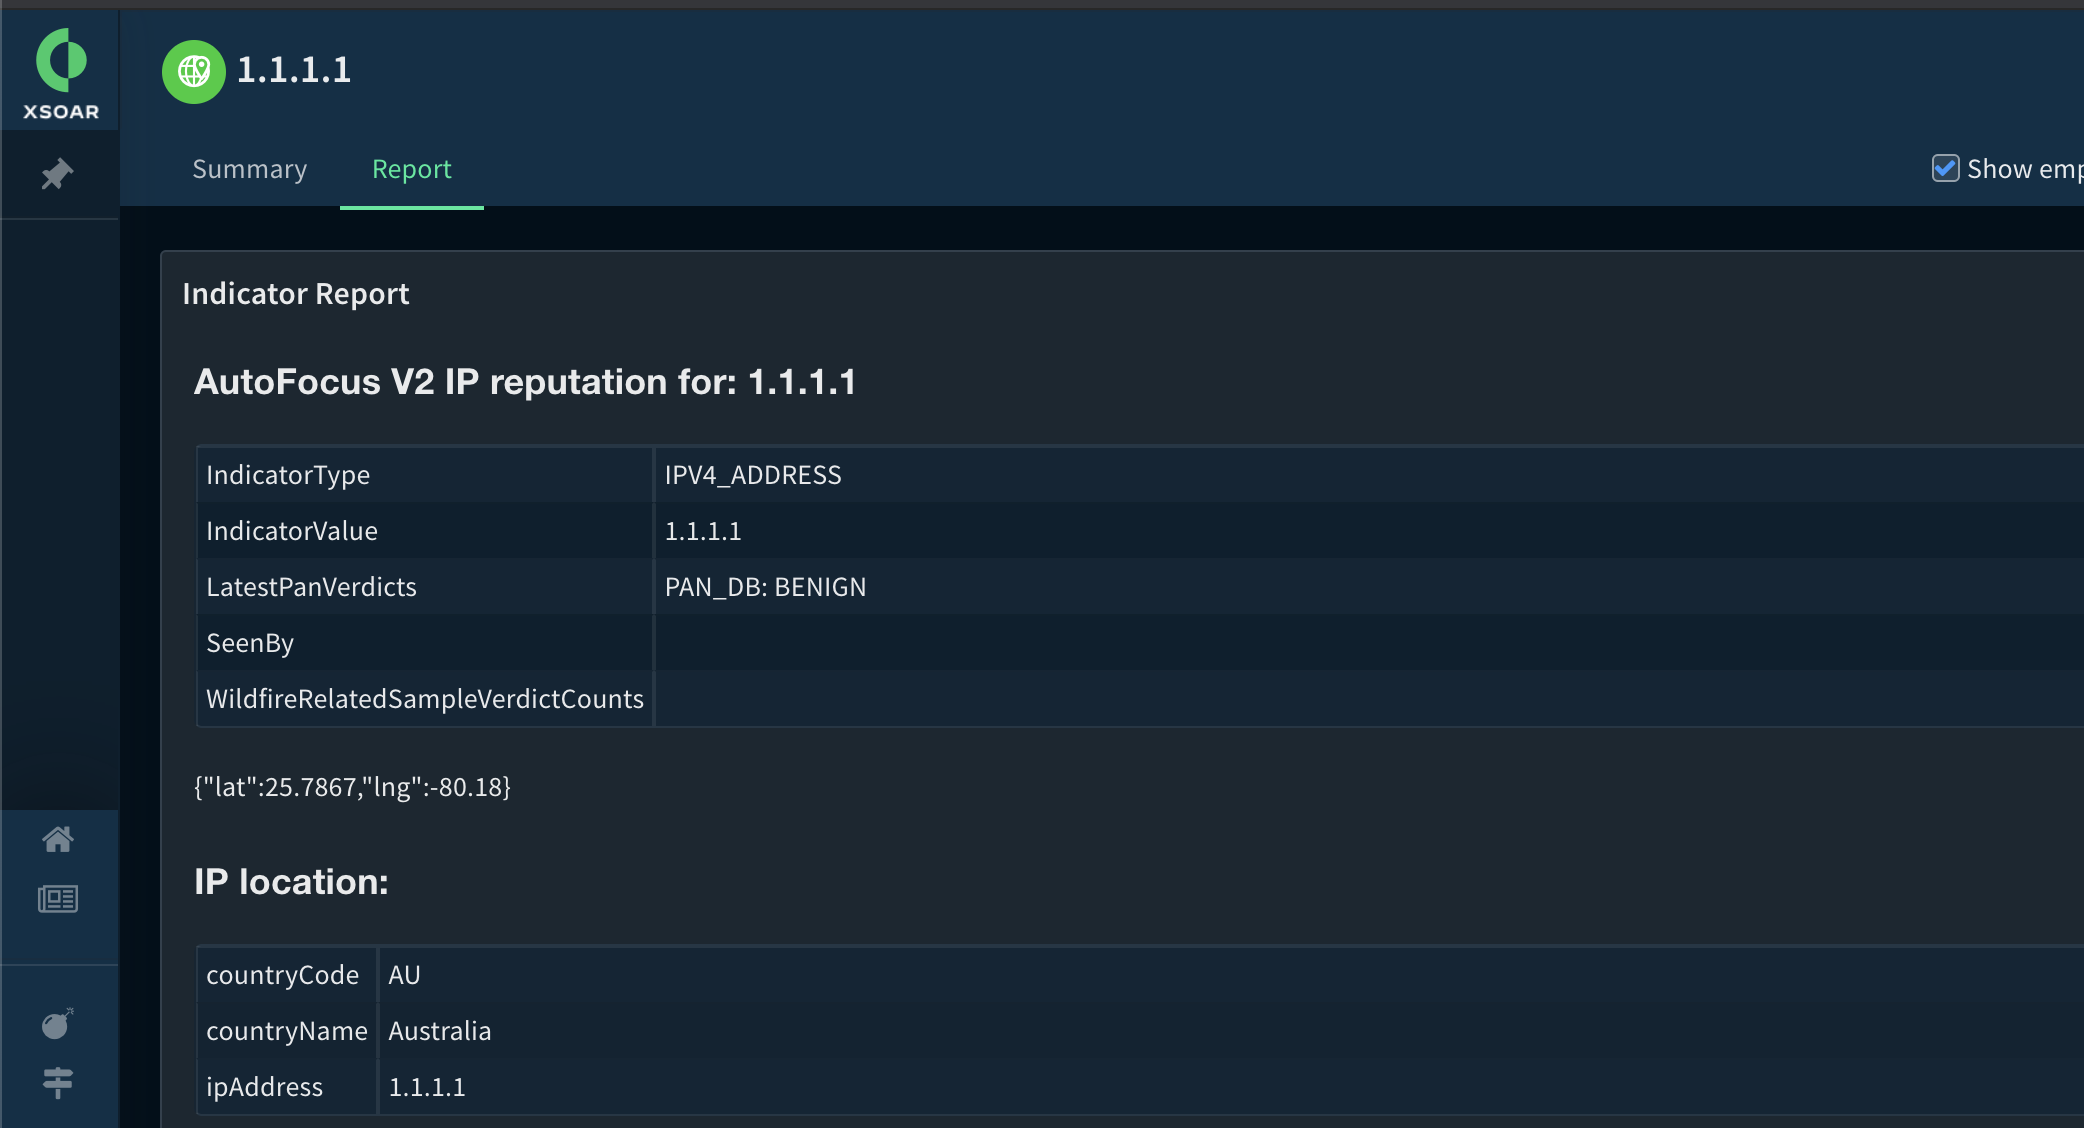 XSOAR
1.1.1.1
Summary Report Show emp
Indicator Report
AutoFocus V2 IP reputation for: 1.1.1.1
IndicatorType IPV4_ADDRESS
IndicatorValue 1.1.1.1
LatestPanVerdicts PAN_DB: BENIGN
SeenBy
WildfireRelatedSampleVerdictCounts
{"lat":25.7867,"lng":-80.18}
IP location:
countryCode AU
countryName Australia
ipAddress 1.1.1.1